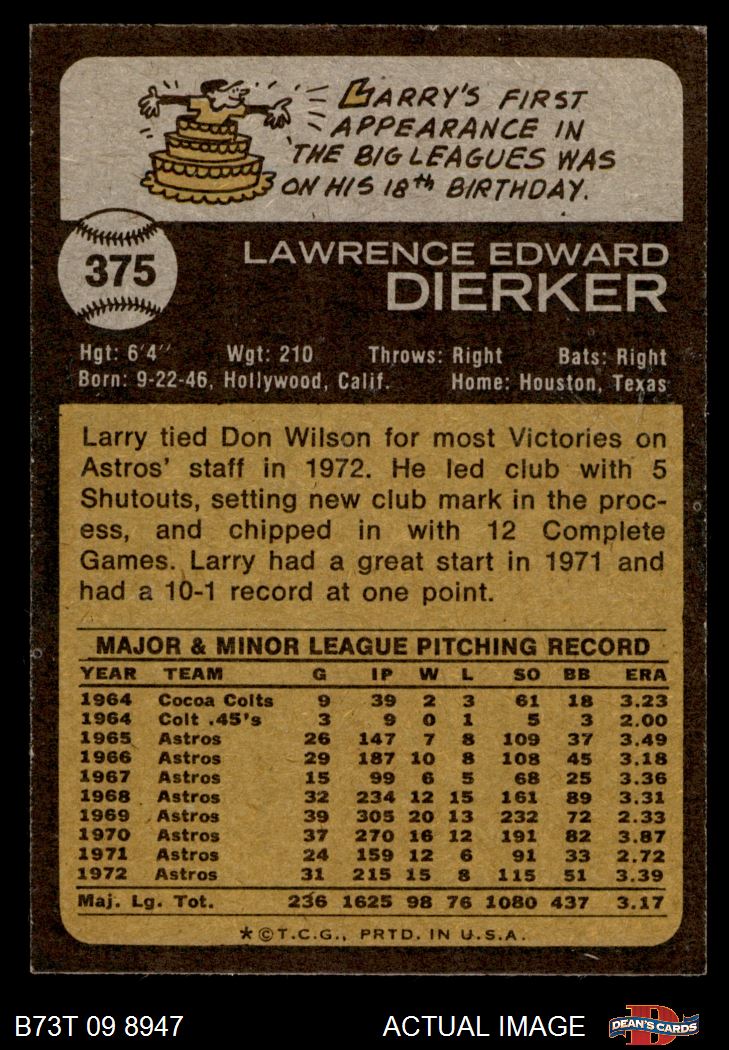 LARRY'S FIRST
APPEARANCE IN
THE BIG LEAGUES WAS
ON HIS 18th BIRTHDAY.
375
LAWRENCE EDWARD
DIERKER
Hgt: 6'4" Wgt: 210 Throws: Right Bats: Right
Born: 9-22-46, Hollywood, Calif. Home: Houston, Texas
Larry tied Don Wilson for most Victories on
Astros' staff in 1972. He led club with 5
Shutouts, setting new club mark in the proc-
ess, and chipped in with 12 Complete
Games. Larry had a great start in 1971 and
had a 10-1 record at one point.
MAJOR & MINOR LEAGUE PITCHING RECORD
YEAR TEAM G IP W L SO BB ERA
1964 Cocoa Colts 9 39 2 3 61 18 3.23
1964 Colt .45's 3 9 0 1 5 3 2.00
1965 Astros 26 147 7 8 109 37 3.49
1966 Astros 29 187 10 8 108 45 3.18
1967 Astros 15 99 6 5 68 25 3.36
1968 Astros 32 234 12 15 161 89 3.31
1969 Astros 39 305 20 13 232 72 2.33
1970 Astros 37 270 16 12 191 82 3.87
1971 Astros 24 159 12 6 91 33 2.72
1972 Astros 31 215 15 8 115 51 3.39
Maj. Lg. Tot. 236 1625 98 76 1080 437 3.17
*©T.C.G., PRTD. IN U.S.A.
B73T 09 8947 ACTUAL IMAGE DEAN'S CARDS